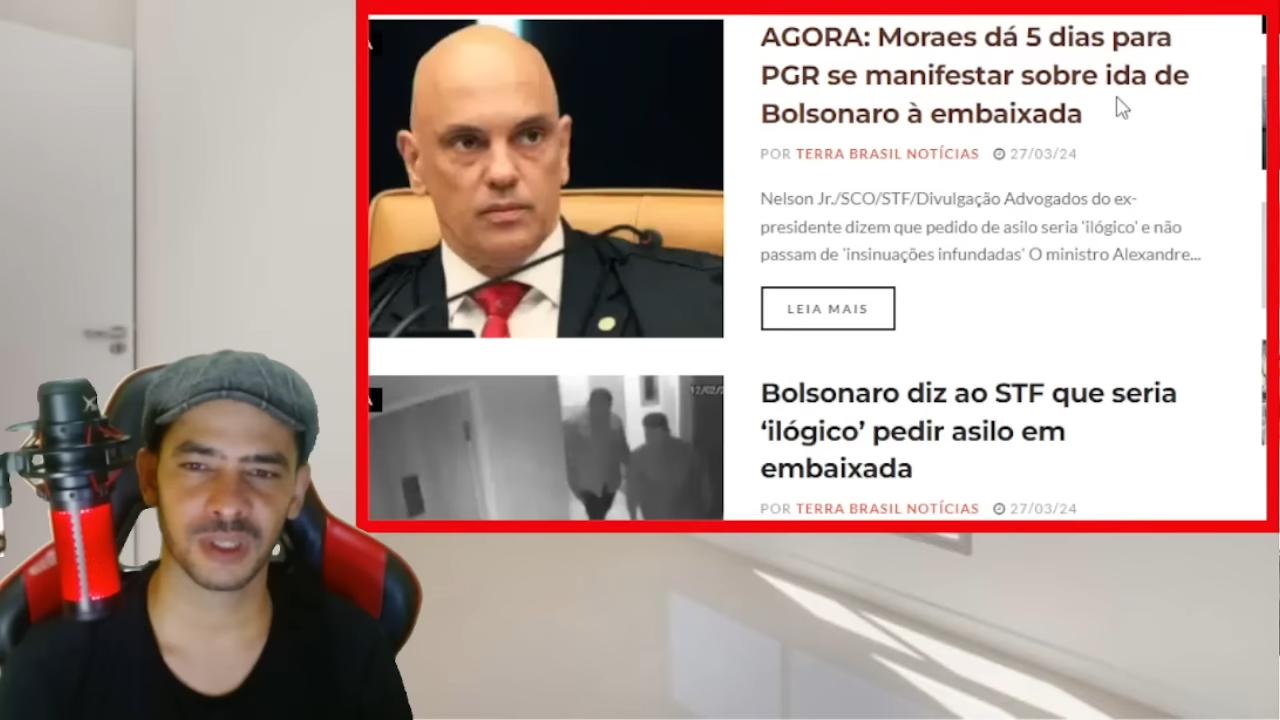 AGORA: Moraes dá 5 dias para
PGR se manifestar sobre ida de
Bolsonaro à embaixada
POR TERRA BRASIL NOTÍCIAS 27/03/24
Nelson Jr./SCO/STF/Divulgação Advogados do ex-
presidente dizem que pedido de asilo seria 'ilógico' e não
passam de 'insinuações infundadas' O ministro Alexandre...
LEIA MAIS
Bolsonaro diz ao STF que seria
‘ilógico’ pedir asilo em
embaixada
POR TERRA BRASIL NOTÍCIAS 27/03/24